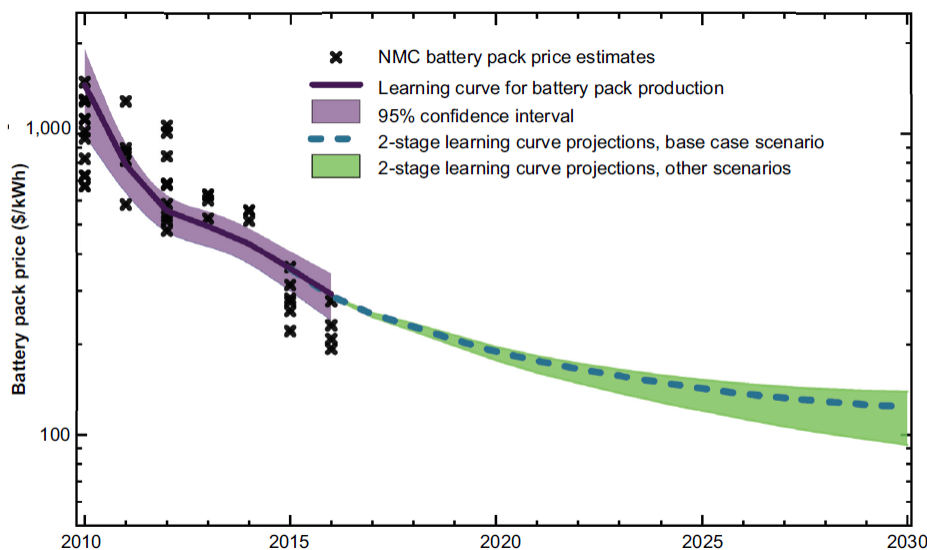 NMC battery pack price estimates
Learning curve for battery pack production
95% confidence interval
2-stage learning curve projections, base case scenario
2-stage learning curve projections, other scenarios
Battery pack price ($/kWh)
1,000
100
2010
2015
2020
2025
2030